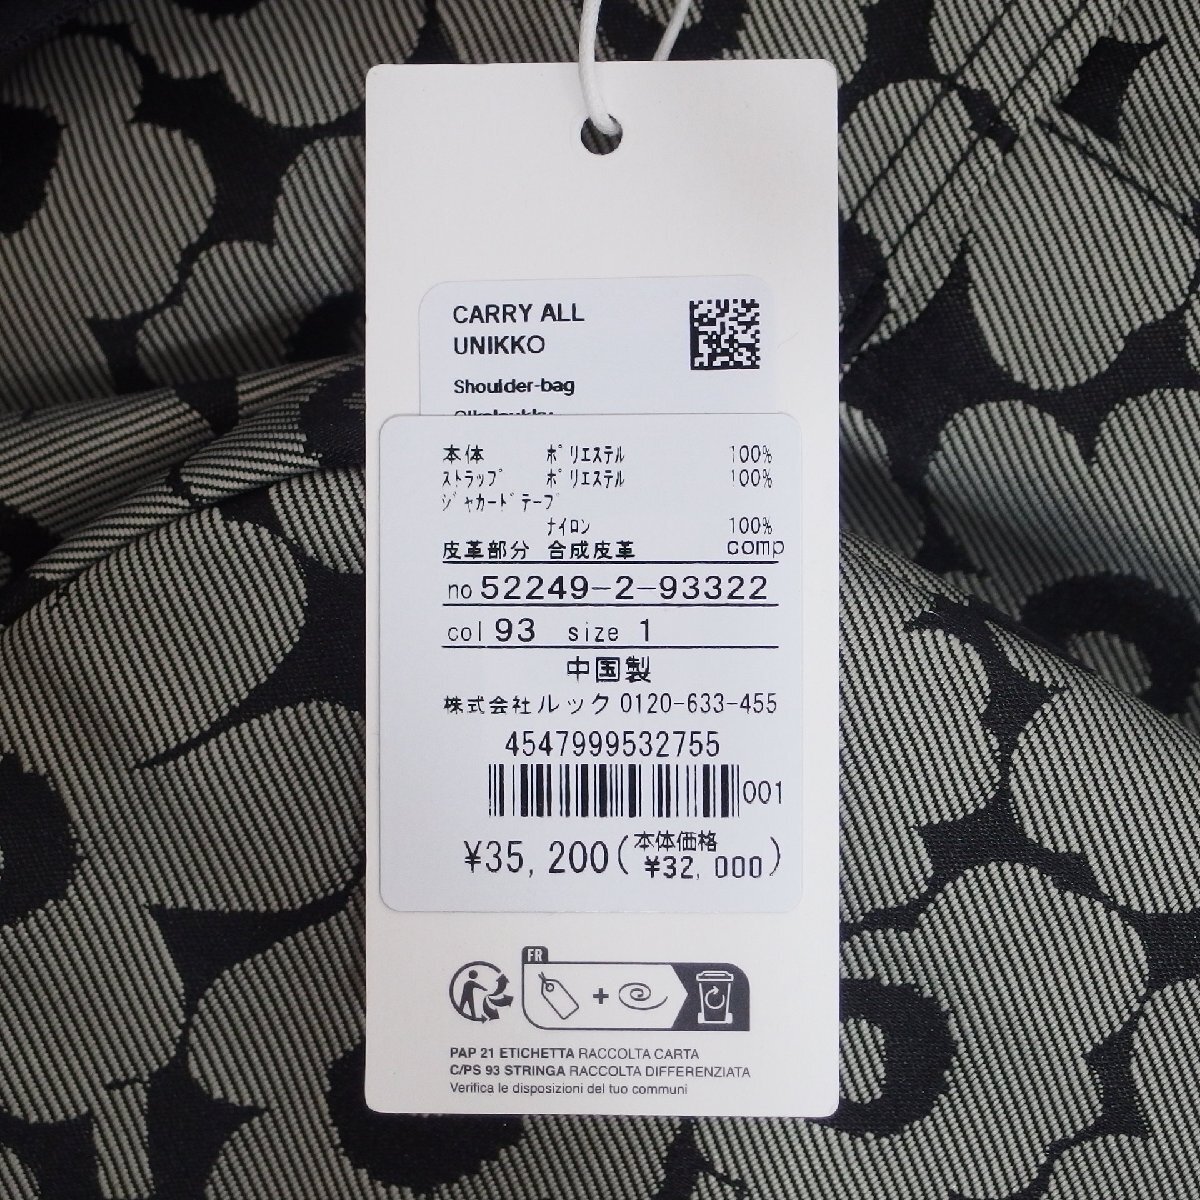 CARRY ALL
UNIKKO
Shoulder-bag
本体 ポリエステル 100%
ストラップ ポリエステル 100%
ジャカードテープ
ナイロン 100%
皮革部分 合成皮革 comp
no 52249-2-93322
col 93 size 1
中国製
株式会社ルック 0120-633-455
4547999532755
001
¥35,200(本体価格
¥32,000)
FR
PAP 21 ETICHETTA RACCOLTA CARTA
C/PS 93 STRINGA RACCOLTA DIFFERENZIATA
Verifica le disposizioni del tuo communi